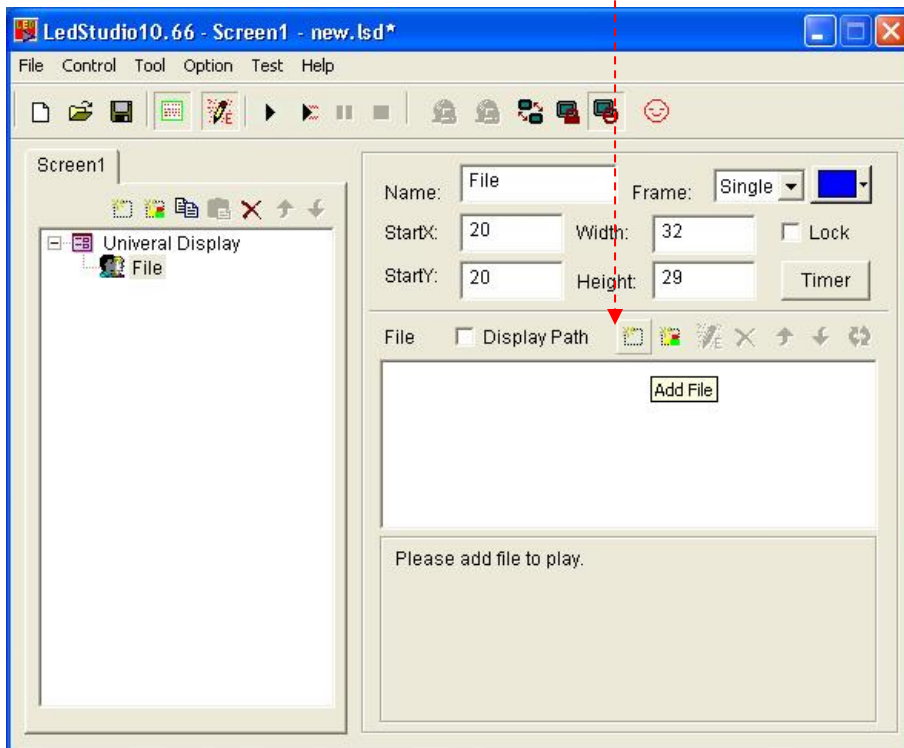 LedStudio10.66 - Screen1 - new.lsd*
File Control Tool Option Test Help
Screen1
Univeral Display
File
Name: File Frame: Single
StartX: 20 Width: 32 Lock
StartY: 20 Height: 29 Timer
File Display Path
Add File
Please add file to play.